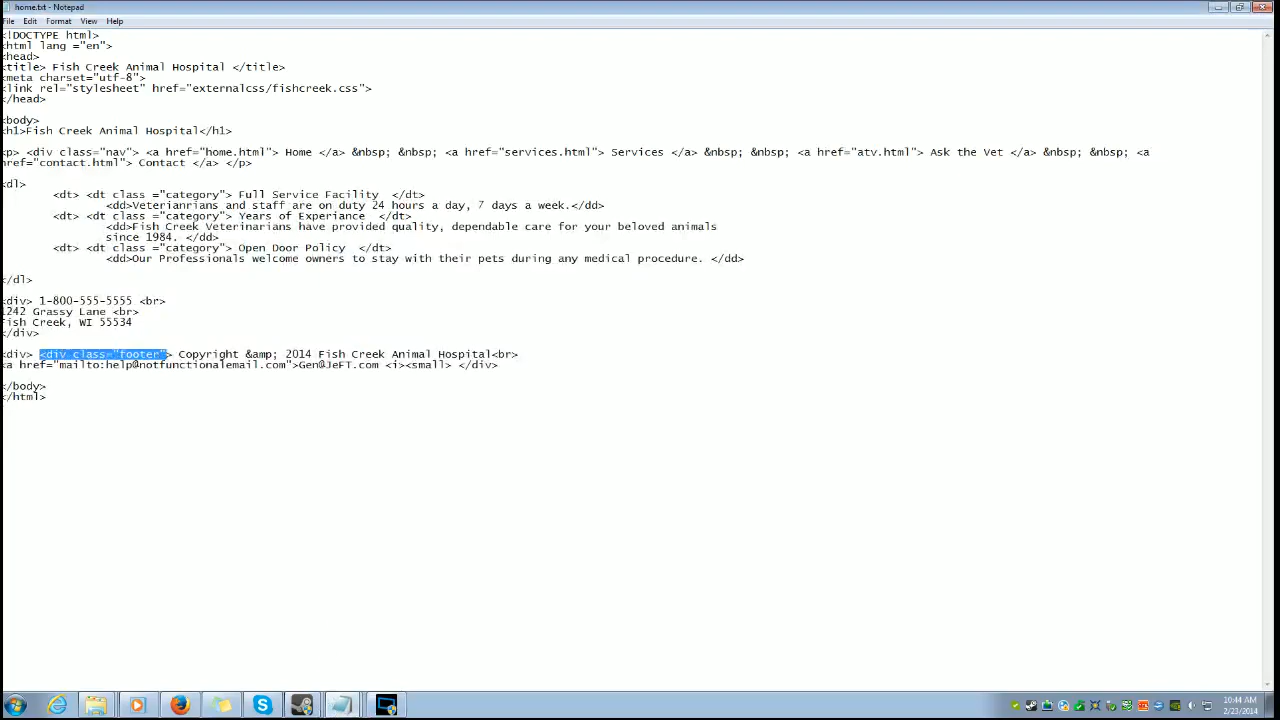 home.txt - Notepad
File Edit Format View Help
<!DOCTYPE html>
<html lang ="en">
<head>
<title> Fish Creek Animal Hospital </title>
<meta charset="utf-8">
<link rel="stylesheet" href="externalcss/fishcreek.css">
</head>
<body>
<h1>Fish Creek Animal Hospital</h1>
<p> <div class="nav"> <a href="home.html"> Home </a> &nbsp; &nbsp; <a href="services.html"> Services </a> &nbsp; &nbsp; <a href="atv.html"> Ask the Vet </a> &nbsp; &nbsp; <a
href="contact.html"> Contact </a> </p>
<dl>
<dt> <dt class ="category"> Full Service Facility </dt>
<dd>Veterianrians and staff are on duty 24 hours a day, 7 days a week.</dd>
<dt> <dt class ="category"> Years of Experiance </dt>
<dd>Fish Creek Veterinarians have provided quality, dependable care for your beloved animals
since 1984. </dd>
<dt> <dt class ="category"> Open Door Policy </dt>
<dd>Our Professionals welcome owners to stay with their pets during any medical procedure. </dd>
</dl>
<div> 1-800-555-5555 <br>
1242 Grassy Lane <br>
Fish Creek, WI 55534
</div>
<div> <div class="footer"> Copyright &amp; 2014 Fish Creek Animal Hospital<br>
<a href="mailto:help@notfunctionalemail.com">Gen@JeFT.com <i><small> </div>
</body>
</html>
10:44 AM
2/23/2014